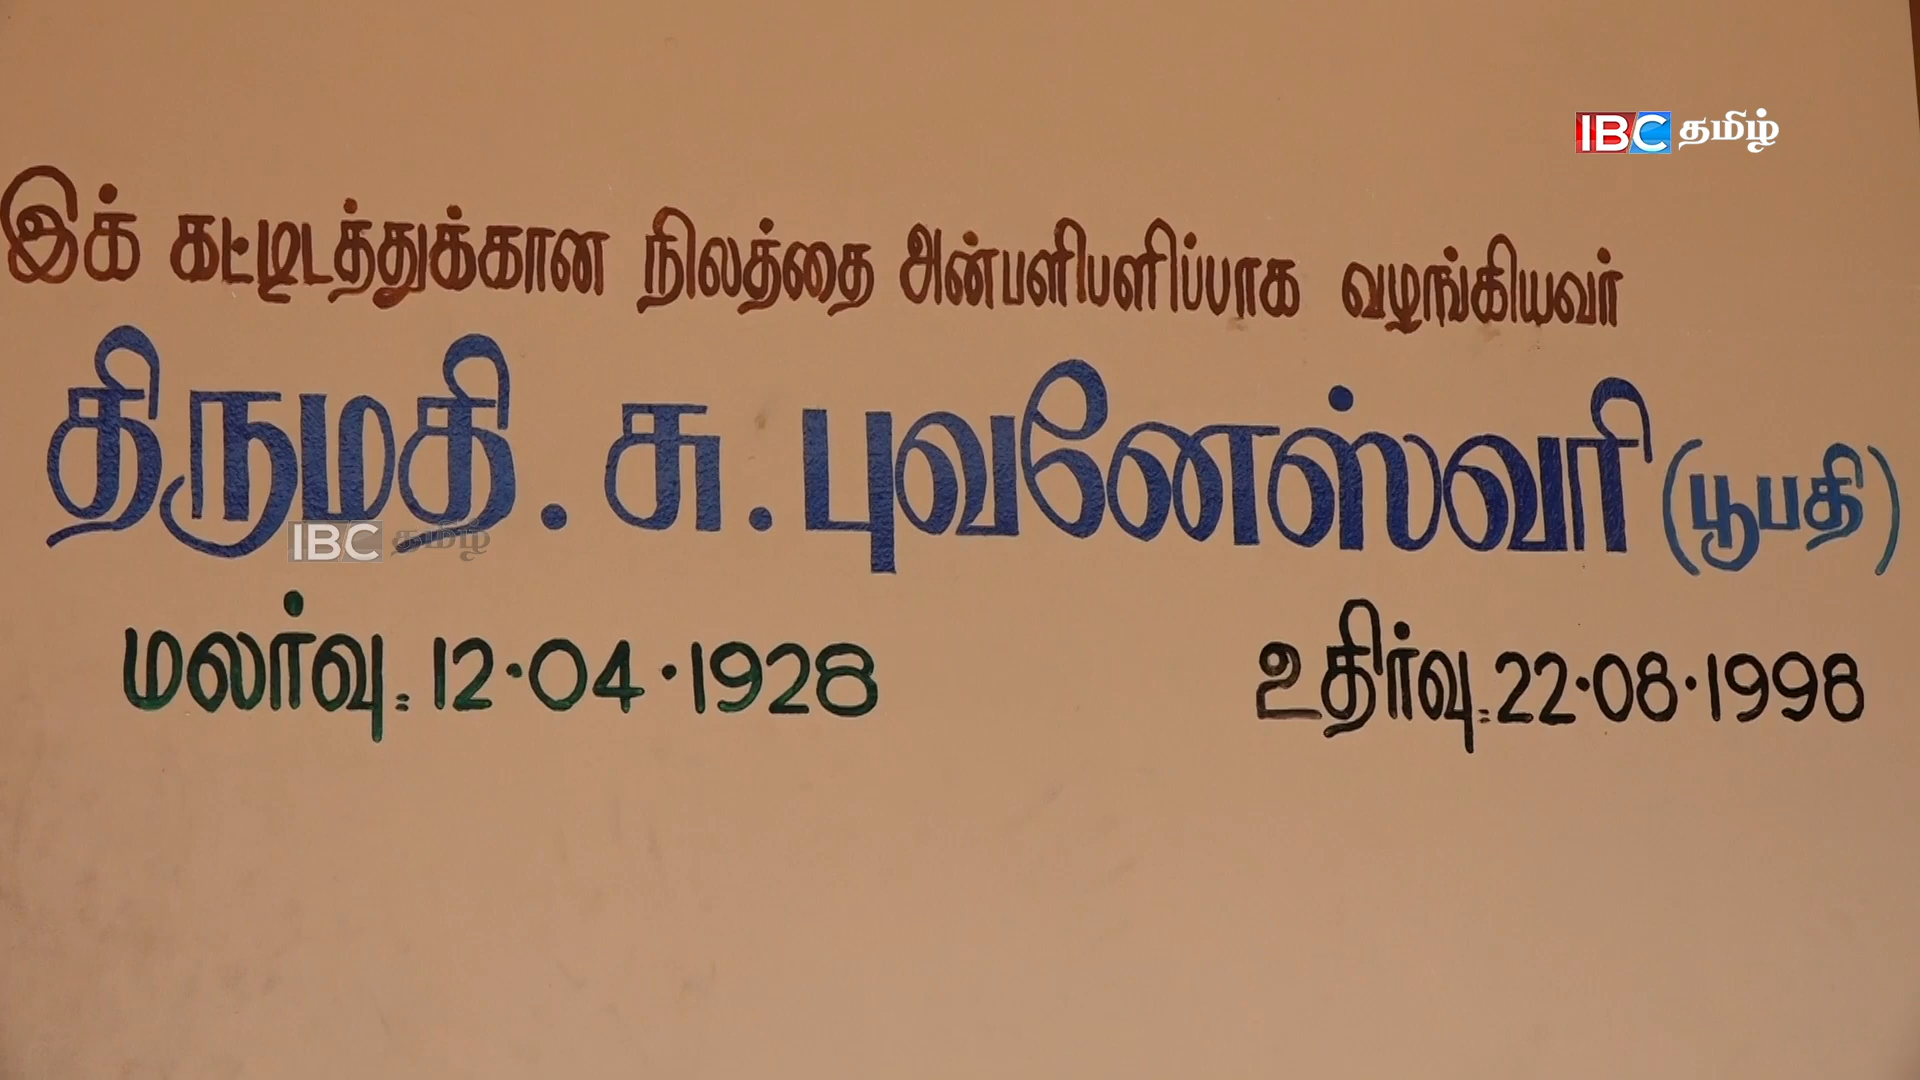 IBC தமிழ்
இக் கட்டிடத்துக்கான நிலத்தை அன்பளிபளிப்பாக வழங்கியவர்
திருமதி. சு. புவனேஸ்வரி (பூபதி)
IBC தமிழ்
மலர்வு:- 12.04.1928 உதிர்வு:- 22.08.1998